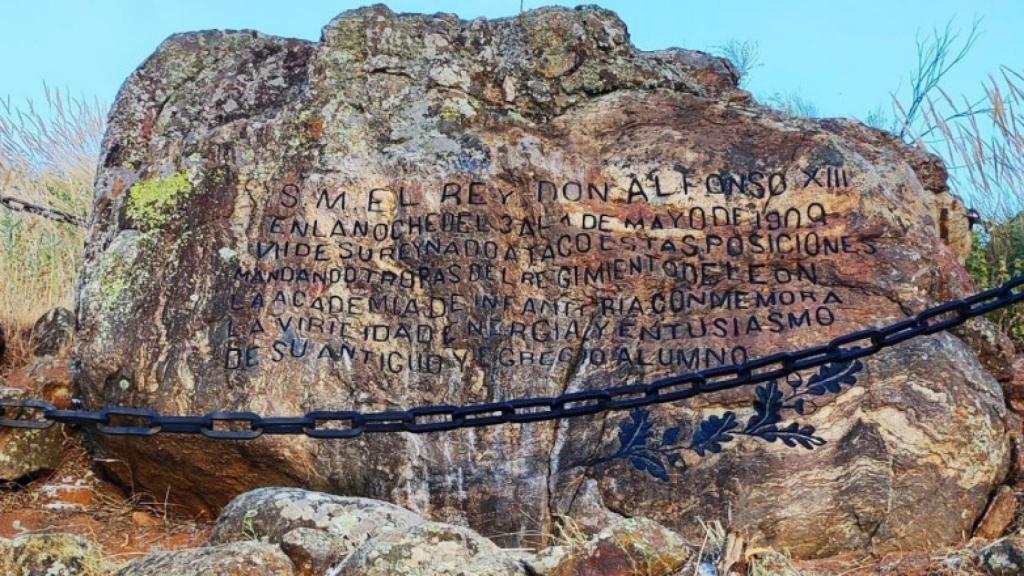 S. M. EL REY DON ALFONSO XIII
EN LA NOCHE DEL 3 AL 4 DE MAYO DE 1909
VII DE SU REYNADO ATACO ESTAS POSICIONES
MANDANDO TROPAS DEL REGIMIENTO DE LEON
LA ACADEMIA DE INFANTERIA CONMEMORA
LA VIRILIDAD ENERGIA Y ENTUSIASMO
DE SU ANTIGUO Y EGREGIO ALUMNO